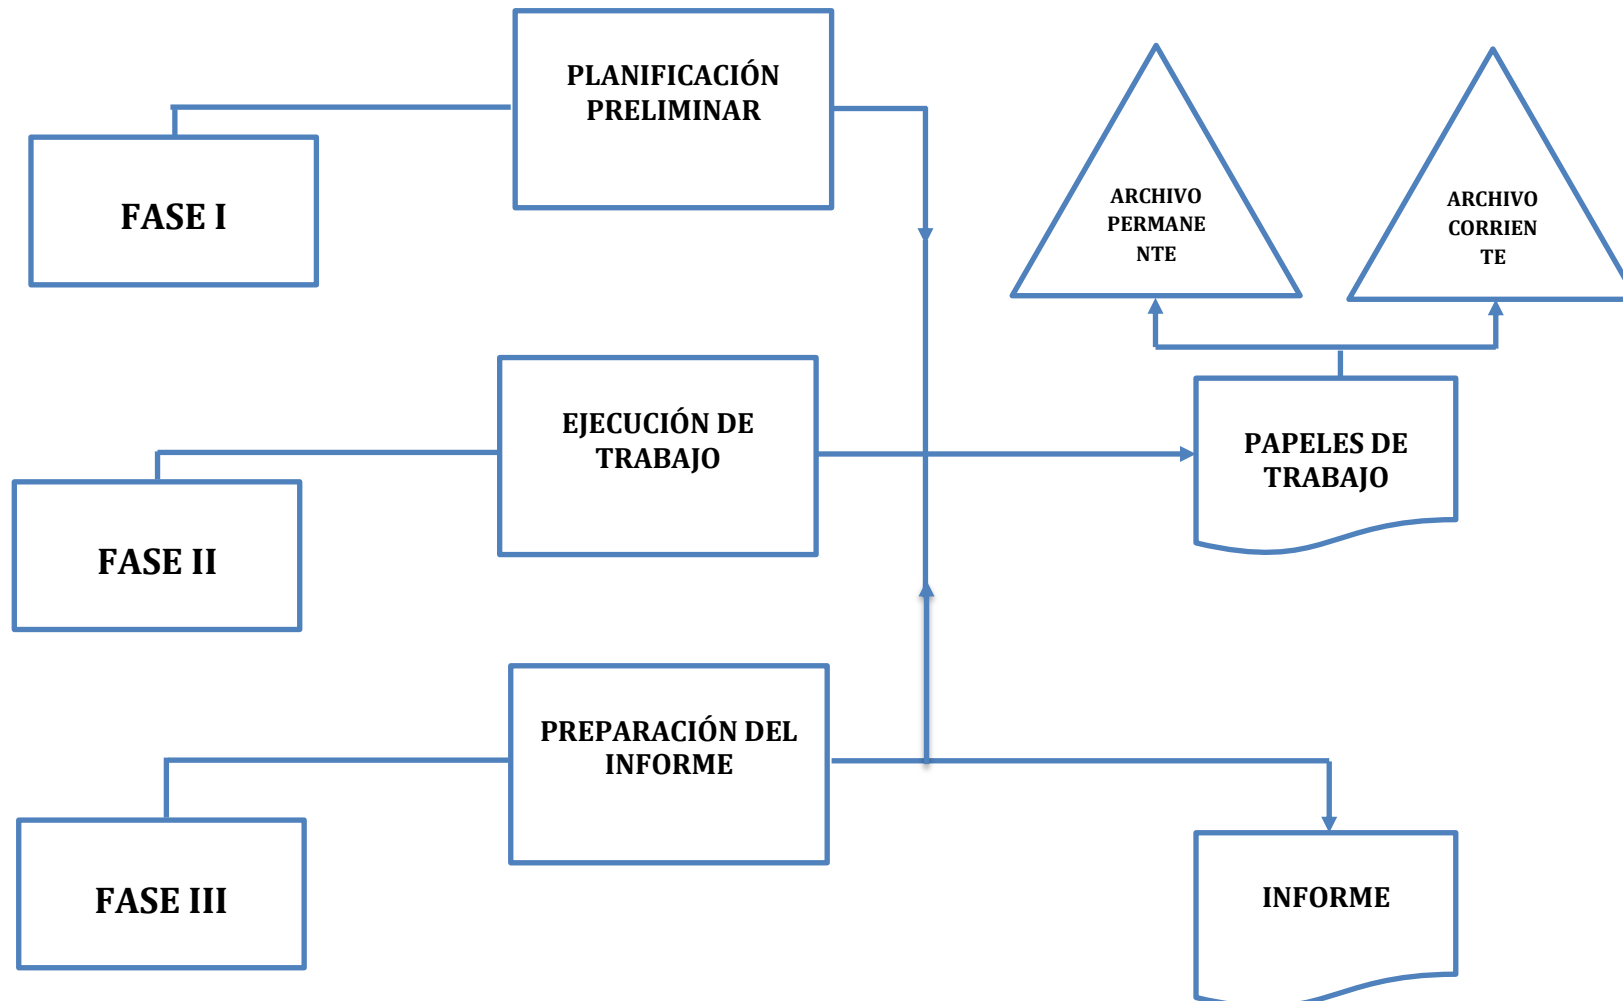 PLANIFICACIÓN
PRELIMINAR
FASE I
ARCHIVO
PERMANE
NTE
ARCHIVO
CORRIEN
TE
EJECUCIÓN DE
TRABAJO
PAPELES DE
TRABAJO
FASE II
PREPARACIÓN DEL
INFORME
FASE III
INFORME